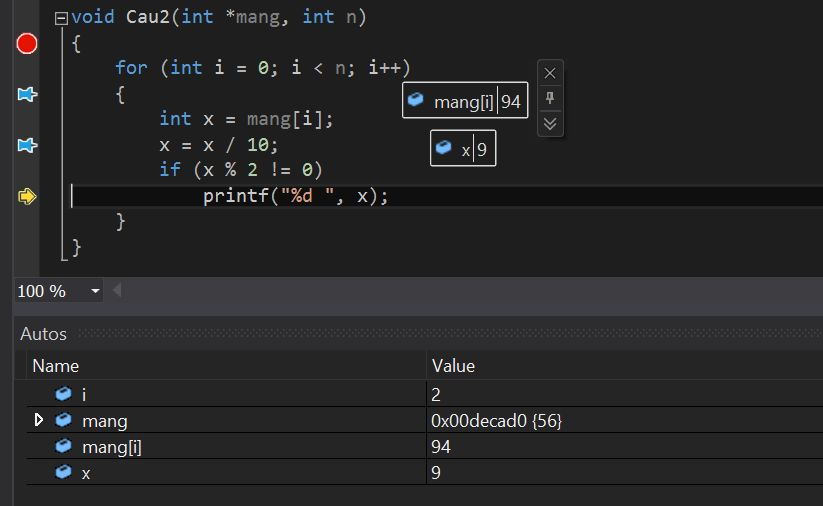 void Cau2(int *mang, int n)
{
for (int i = 0; i < n; i++)
{
mang[i] 94
int x = mang[i];
x = x / 10;
x 9
if (x % 2 != 0)
printf("%d ", x);
}
}
100 %
Autos
Name Value
i 2
mang 0x00decad0 {56}
mang[i] 94
x 9